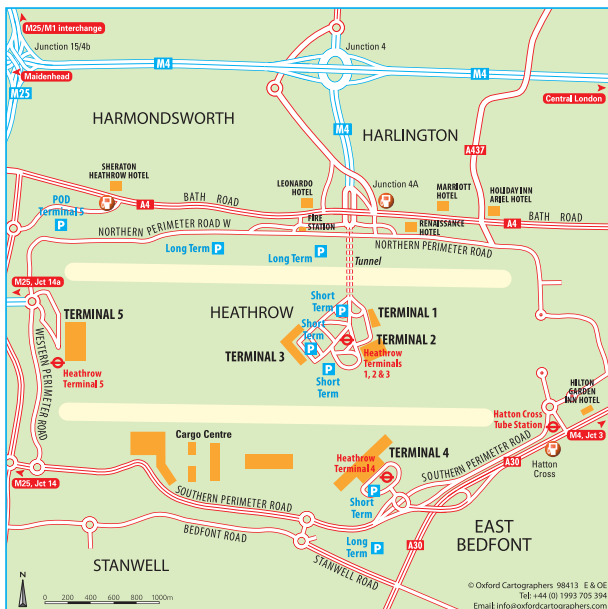 M25/M1 interchange
Junction 15/4b
Junction 4
M4
Maidenhead
M4
M25
Central London
HARMONDSWORTH
M4
HARLINGTON
A437
SHERATON
HEATHROW HOTEL
LEONARDO
HOTEL
Junction 4A
MARRIOTT
HOTEL
HOLIDAY INN
ARIEL HOTEL
POD
Terminal 5
P
A4
BATH ROAD
A4
BATH ROAD
FIRE
STATION
RENAISSANCE
HOTEL
NORTHERN PERIMETER ROAD W
NORTHERN PERIMETER ROAD
Long Term P
Long Term P
Tunnel
M25, Jct 14a
Short
Term
P
HEATHROW
TERMINAL 1
TERMINAL 5
Short
Term
P
TERMINAL 2
TERMINAL 3
Heathrow
Terminals
1, 2 & 3
WESTERN PERIMETER ROAD
Heathrow
Terminal 5
P
Short
Term
HILTON
GARDEN
INN HOTEL
Hatton Cross
Tube Station
M4, Jct 3
Cargo Centre
TERMINAL 4
Heathrow
Terminal 4
SOUTHERN PERIMETER ROAD
A30
Hatton
Cross
M25, Jct 14
P
Short
Term
SOUTHERN PERIMETER ROAD
BEDFONT ROAD
EAST
BEDFONT
Long
Term
P
A30
STANWELL
STANWELL ROAD
N
0 200 400 600 800 1000m
© Oxford Cartographers 98413 E & OE
Tel: +44 (0) 1993 705 394
Email: info@oxfordcartographers.com